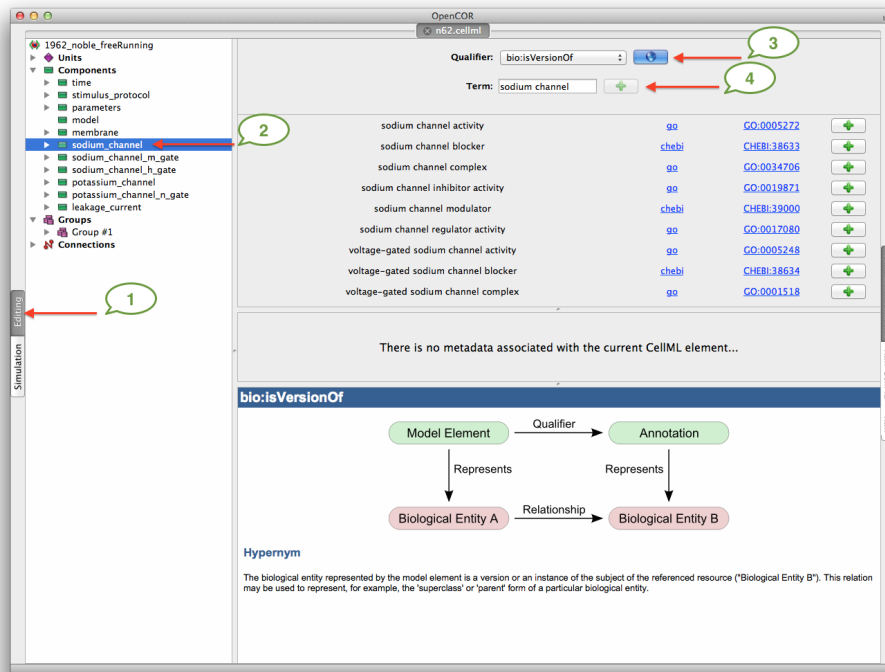 OpenCOR
n62.cellml
1962_noble_freeRunning
Units
Components
time
stimulus_protocol
parameters
model
membrane
sodium_channel
sodium_channel_m_gate
sodium_channel_h_gate
potassium_channel
potassium_channel_n_gate
leakage_current
Groups
Group #1
Connections
Editing
Simulation
1
2
3
4
Qualifier: bio:isVersionOf
Term: sodium channel
sodium channel activity go GO:0005272
sodium channel blocker chebi CHEBI:38633
sodium channel complex go GO:0034706
sodium channel inhibitor activity go GO:0019871
sodium channel modulator chebi CHEBI:39000
sodium channel regulator activity go GO:0017080
voltage-gated sodium channel activity go GO:0005248
voltage-gated sodium channel blocker chebi CHEBI:38634
voltage-gated sodium channel complex go GO:0001518
There is no metadata associated with the current CellML element...
bio:isVersionOf
Model Element Qualifier Annotation
Represents Represents
Biological Entity A Relationship Biological Entity B
Hypernym
The biological entity represented by the model element is a version or an instance of the subject of the referenced resource ("Biological Entity B"). This relation
may be used to represent, for example, the 'superclass' or 'parent' form of a particular biological entity.